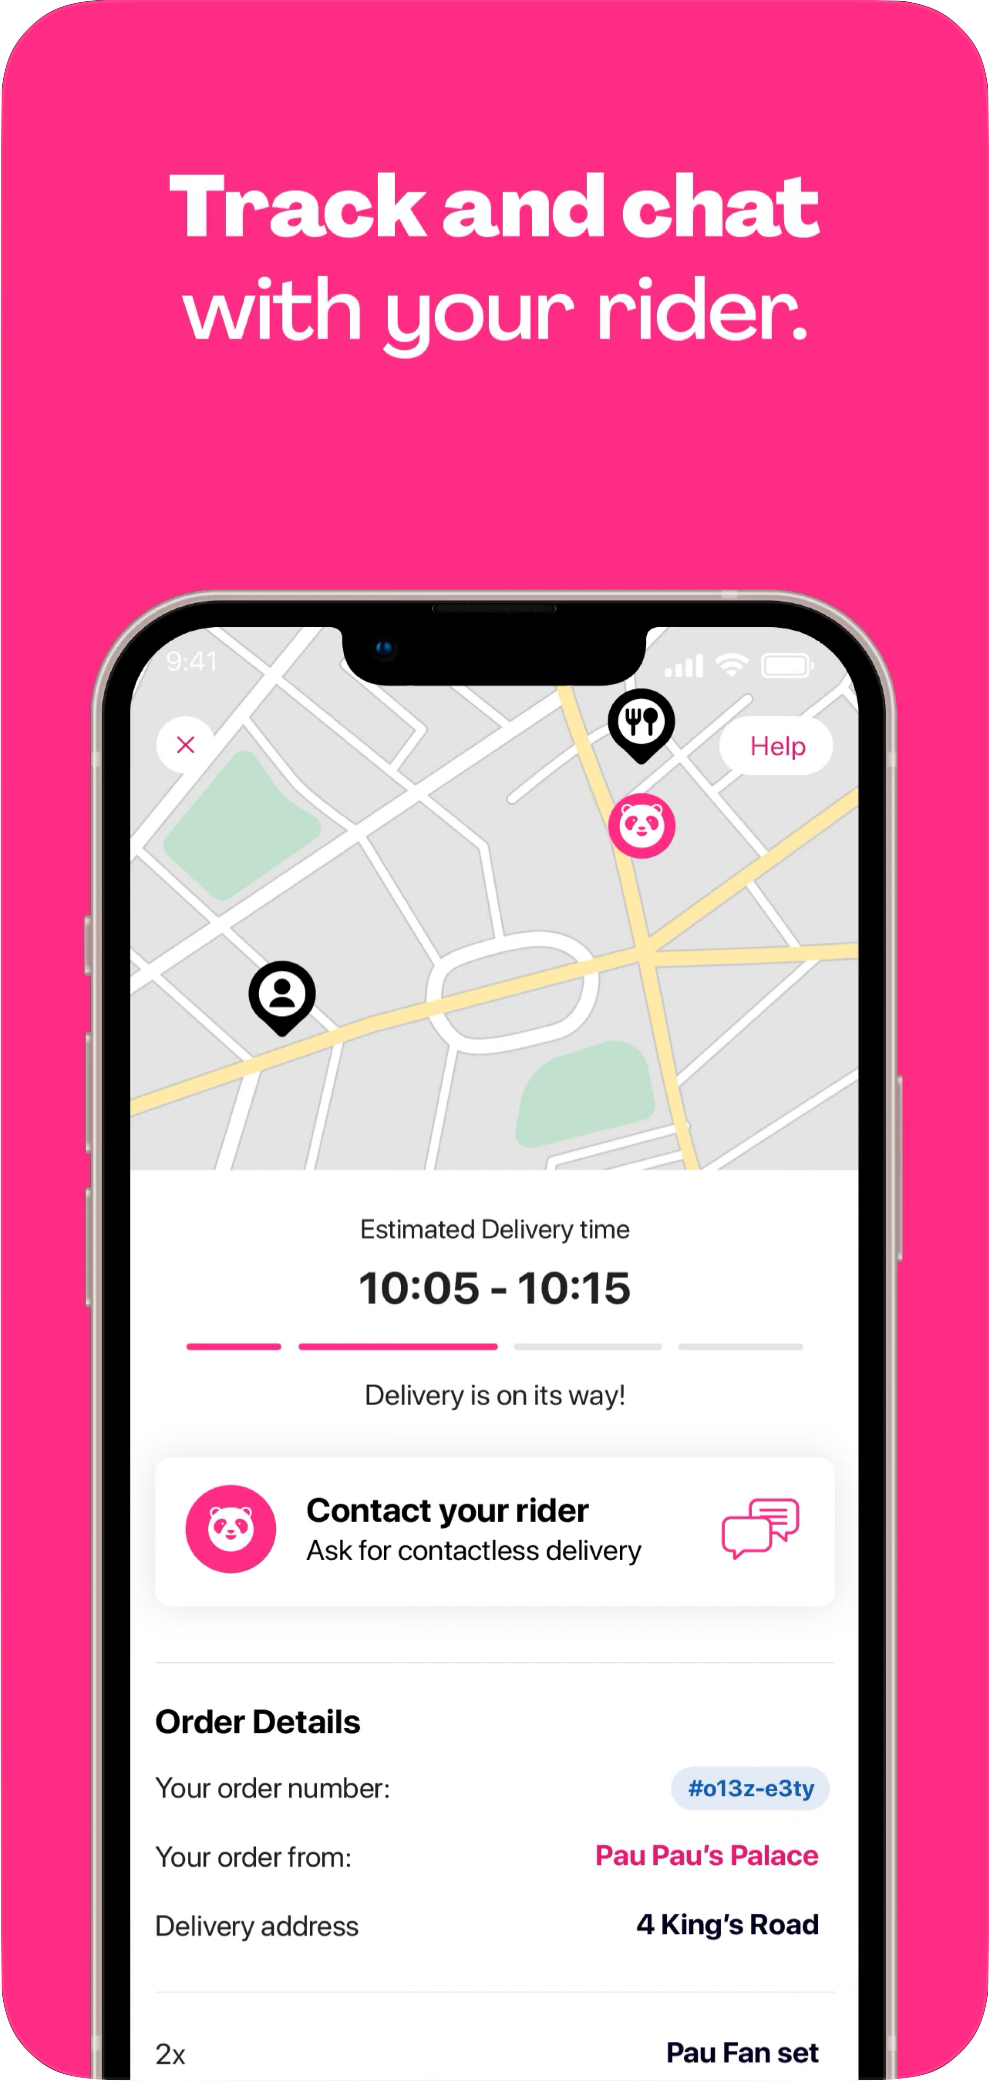 Track and chat
with your rider.
9:41
Help
Estimated Delivery time
10:05 - 10:15
Delivery is on its way!
Contact your rider
Ask for contactless delivery
Order Details
Your order number: #o13z-e3ty
Your order from: Pau Pau's Palace
Delivery address 4 King's Road
2x Pau Fan set